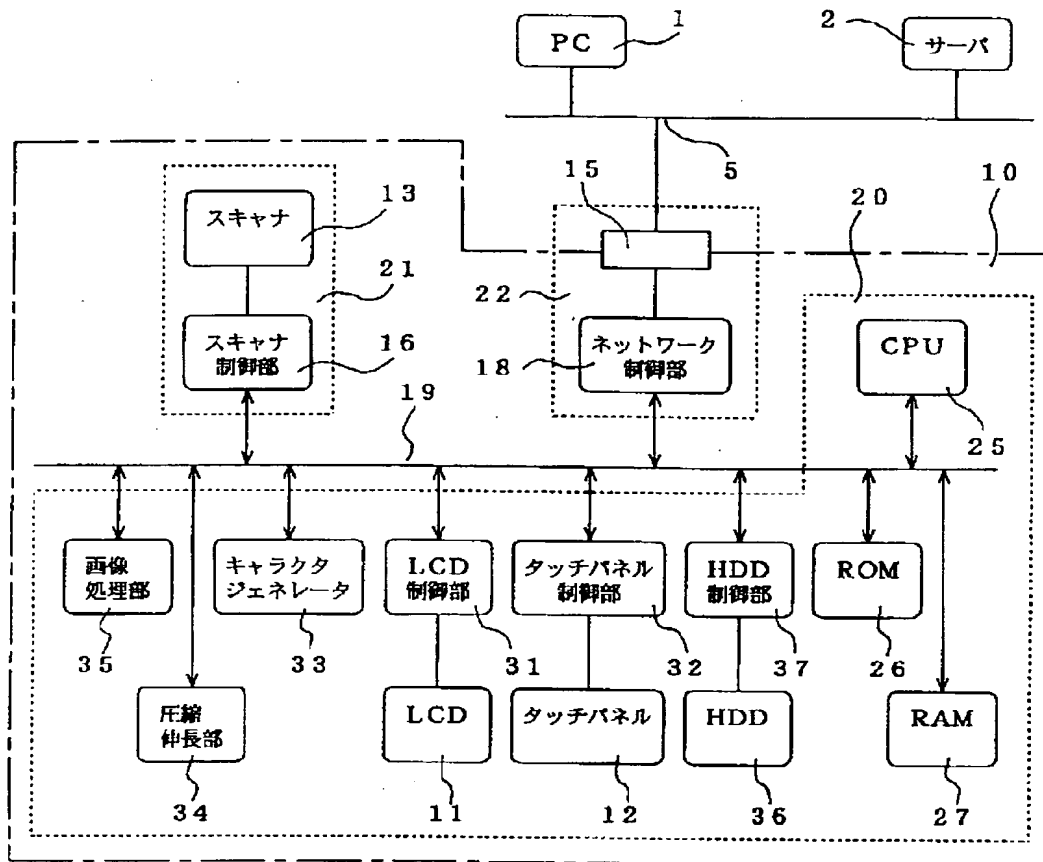 1
2
PC
サーバ
5
10
20
15
13
スキャナ
21
22
スキャナ
制御部
16
18
ネットワーク
制御部
CPU
25
19
画像
処理部
35
キャラクタ
ジェネレータ
33
LCD
制御部
31
タッチパネル
制御部
32
HDD
制御部
37
ROM
26
圧縮
伸長部
34
LCD
11
タッチパネル
12
HDD
36
RAM
27